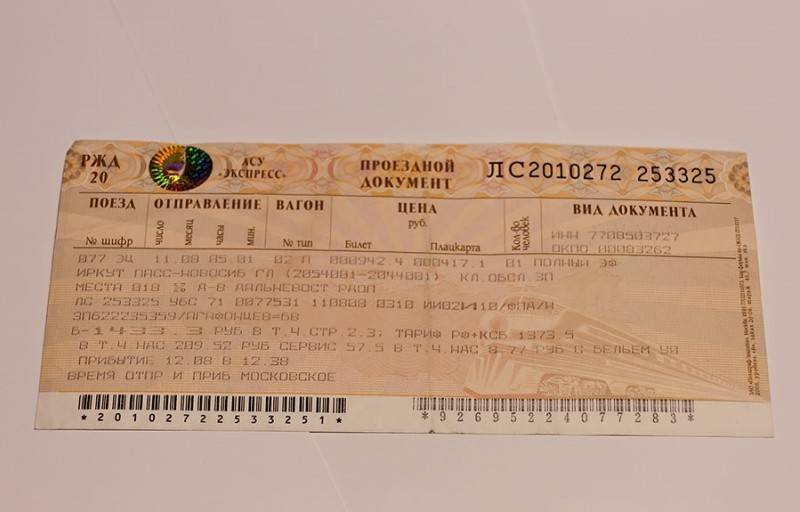 РЖД АСУ ПРОЕЗДНОЙ ЛС2010272 253325
20 «ЭКСПРЕСС» ДОКУМЕНТ
ПОЕЗД ОТПРАВЛЕНИЕ ВАГОН ЦЕНА ВИД ДОКУМЕНТА
руб.
№ шифр число месяц часы мин. № тип Билет Плацкарта Кол-во человек ИНН 7708503727
ОКПО 00083262
077 ЭЦ 11.08 05.01 02 П 000942.4 000417.1 01 ПОЛНЫЙ ЭФ
ИРКУТ ПАСС-НОВОСИБ ГЛ (2054001-2044001) КЛ.ОБСЛ.3П
МЕСТА 018 Д-В ДАЛЬНЕВОСТ
ЛС 253325 УБС 71 0077531 110808 0310
ЗП622235359/АГАФОНЦЕВ=БВ
Б-1433.3 РУБ В Т.Ч.СТР.2.3; ТАРИФ РФ+КСБ 1373.5
В Т.Ч.НДС 209.52 РУБ СЕРВИС 57.5 В Т.Ч.НДС 8.77 РУБ С БЕЛЬЕМ У0
ПРИБЫТИЕ 12.08 В 12.38
ВРЕМЯ ОТПР И ПРИБ МОСКОВСКОЕ
*20102722533251* *92695224077283*